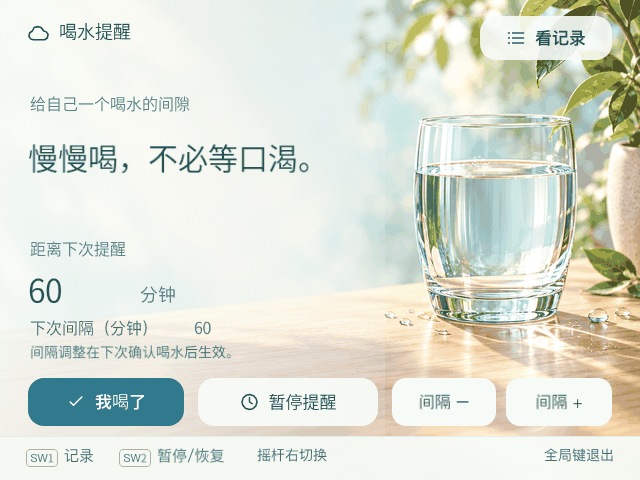 喝水提醒
看记录
给自己一个喝水的间隙
慢慢喝，不必等口渴。
距离下次提醒
60 分钟
下次间隔（分钟） 60
间隔调整在下次确认喝水后生效。
我喝了
暂停提醒
间隔 －
间隔 +
SW1 记录
SW2 暂停/恢复
摇杆右切换
全局键退出